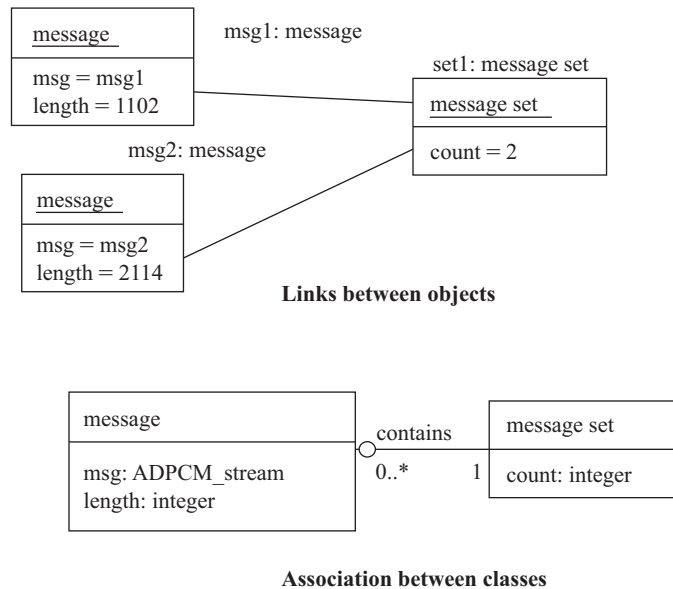 message
msg1: message
msg = msg1
length = 1102
set1: message set
message set
count = 2
msg2: message
message
msg = msg2
length = 2114
Links between objects
message
msg: ADPCM_stream
length: integer
contains
0..*
1
message set
count: integer
Association between classes